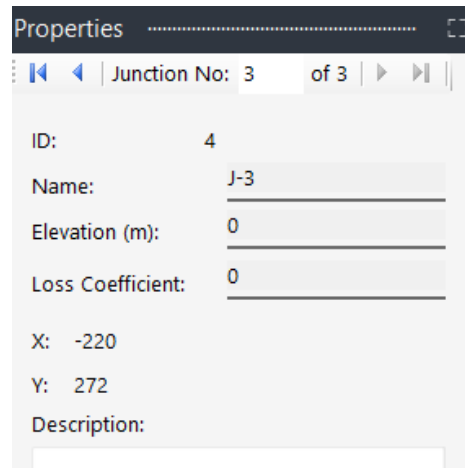 Properties
Junction No: 3 of 3
ID: 4
Name: J-3
Elevation (m): 0
Loss Coefficient: 0
X: -220
Y: 272
Description: